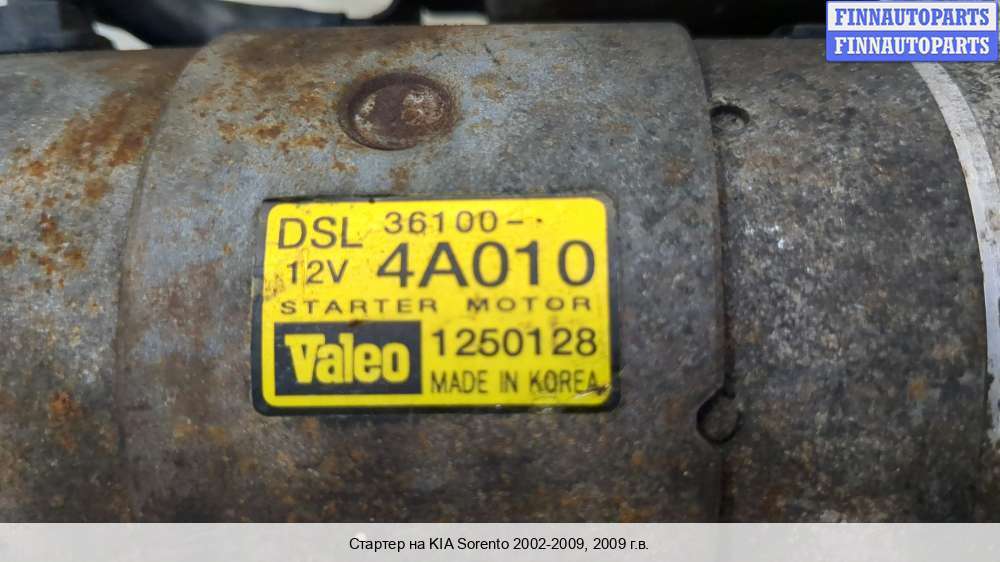 FINNAUTOPARTS
FINNAUTOPARTS
DSL 36100-
12V 4A010
STARTER MOTOR
Valeo 1250128
MADE IN KOREA
Стартер на KIA Sorento 2002-2009, 2009 г.в.